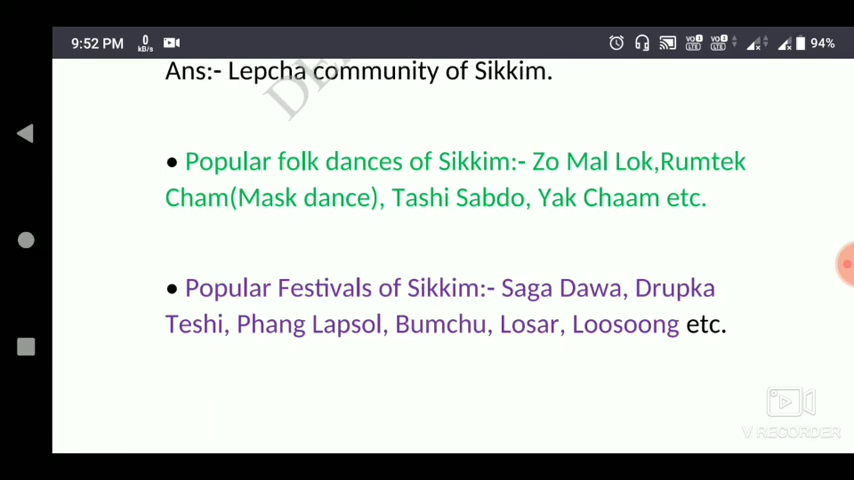 9:52 PM 0 kB/s 94%
Ans:- Lepcha community of Sikkim.
• Popular folk dances of Sikkim:- Zo Mal Lok,Rumtek
Cham(Mask dance), Tashi Sabdo, Yak Chaam etc.
• Popular Festivals of Sikkim:- Saga Dawa, Drupka
Teshi, Phang Lapsol, Bumchu, Losar, Loosoong etc.
V RECORDER